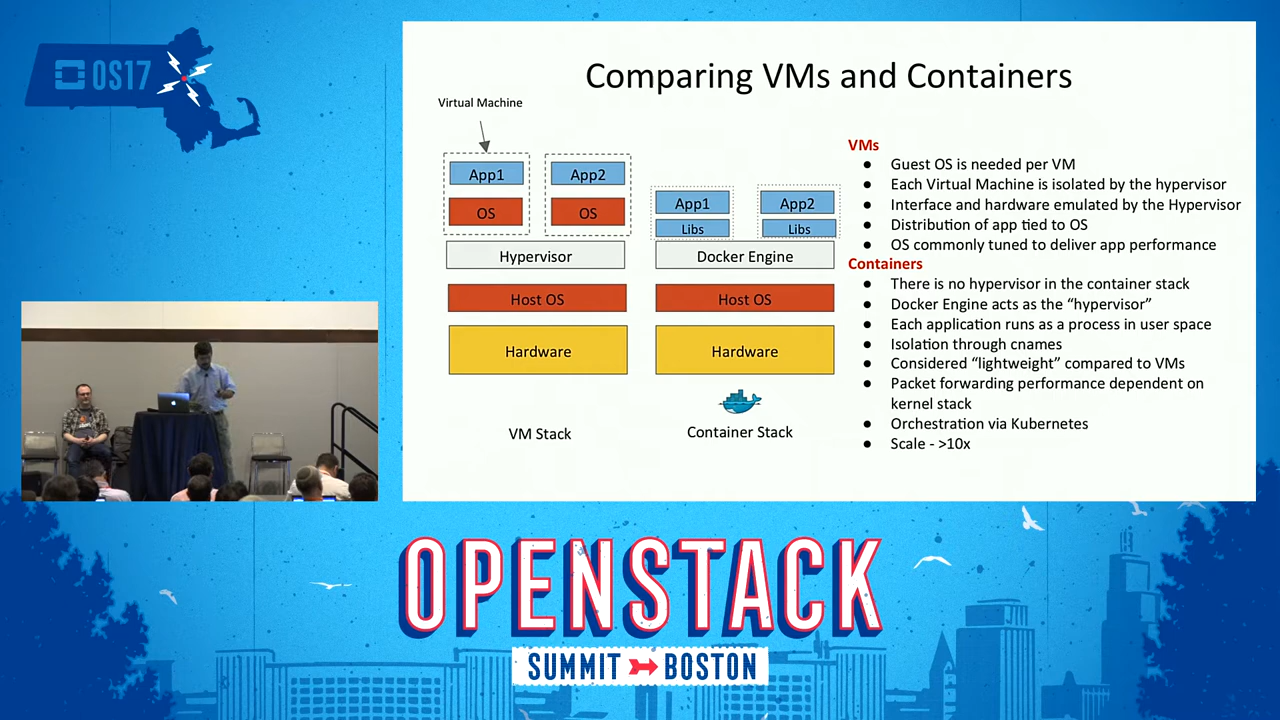 OS17
Comparing VMs and Containers
Virtual Machine
App1
App2
OS
OS
Hypervisor
Host OS
Hardware
VM Stack
App1
App2
Libs
Libs
Docker Engine
Host OS
Hardware
Container Stack
VMs
● Guest OS is needed per VM
● Each Virtual Machine is isolated by the hypervisor
● Interface and hardware emulated by the Hypervisor
● Distribution of app tied to OS
● OS commonly tuned to deliver app performance
Containers
● There is no hypervisor in the container stack
● Docker Engine acts as the “hypervisor”
● Each application runs as a process in user space
● Isolation through cnames
● Considered “lightweight” compared to VMs
● Packet forwarding performance dependent on
kernel stack
● Orchestration via Kubernetes
● Scale - >10x
OPENSTACK
SUMMIT BOSTON